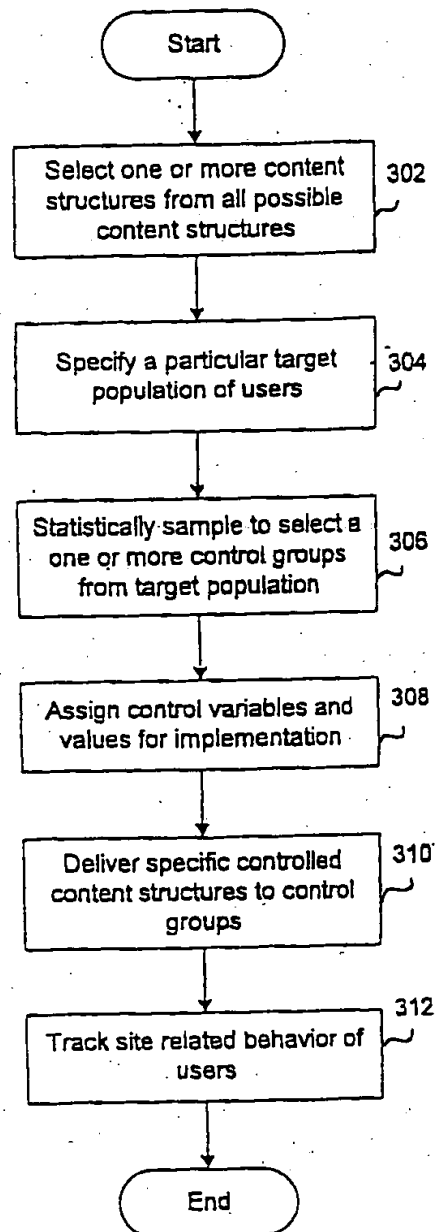 Start
Select one or more content
structures from all possible
content structures
302
Specify a particular target
population of users
304
Statistically sample to select a
one or more control groups
from target population
306
Assign control variables and
values for implementation
308
Deliver specific controlled
content structures to control
groups
310
Track site related behavior of
users
312
End